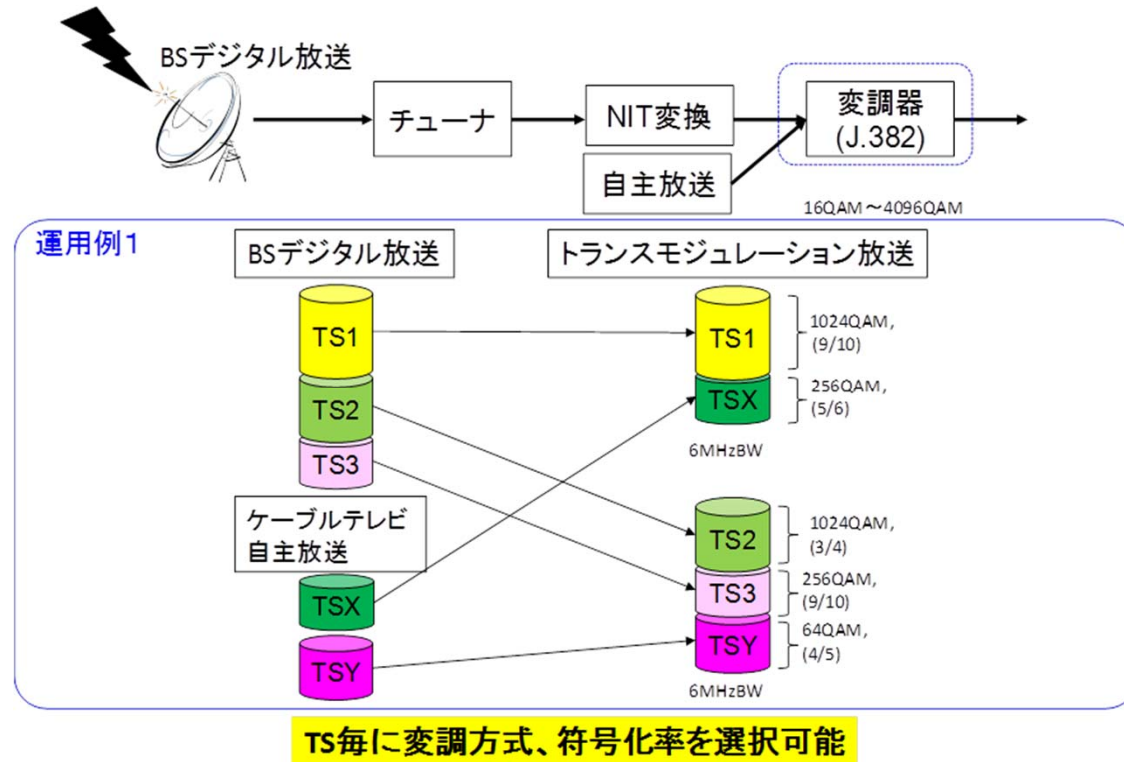 BSデジタル放送
チューナ
NIT変換
変調器
(J.382)
自主放送
16QAM～4096QAM
運用例1
BSデジタル放送
トランスモジュレーション放送
TS1
TS2
TS3
ケーブルテレビ
自主放送
TSX
TSY
TS1
1024QAM,
(9/10)
TSX
256QAM,
(5/6)
6MHzBW
TS2
1024QAM,
(3/4)
TS3
256QAM,
(9/10)
TSY
64QAM,
(4/5)
6MHzBW
TS毎に変調方式、符号化率を選択可能